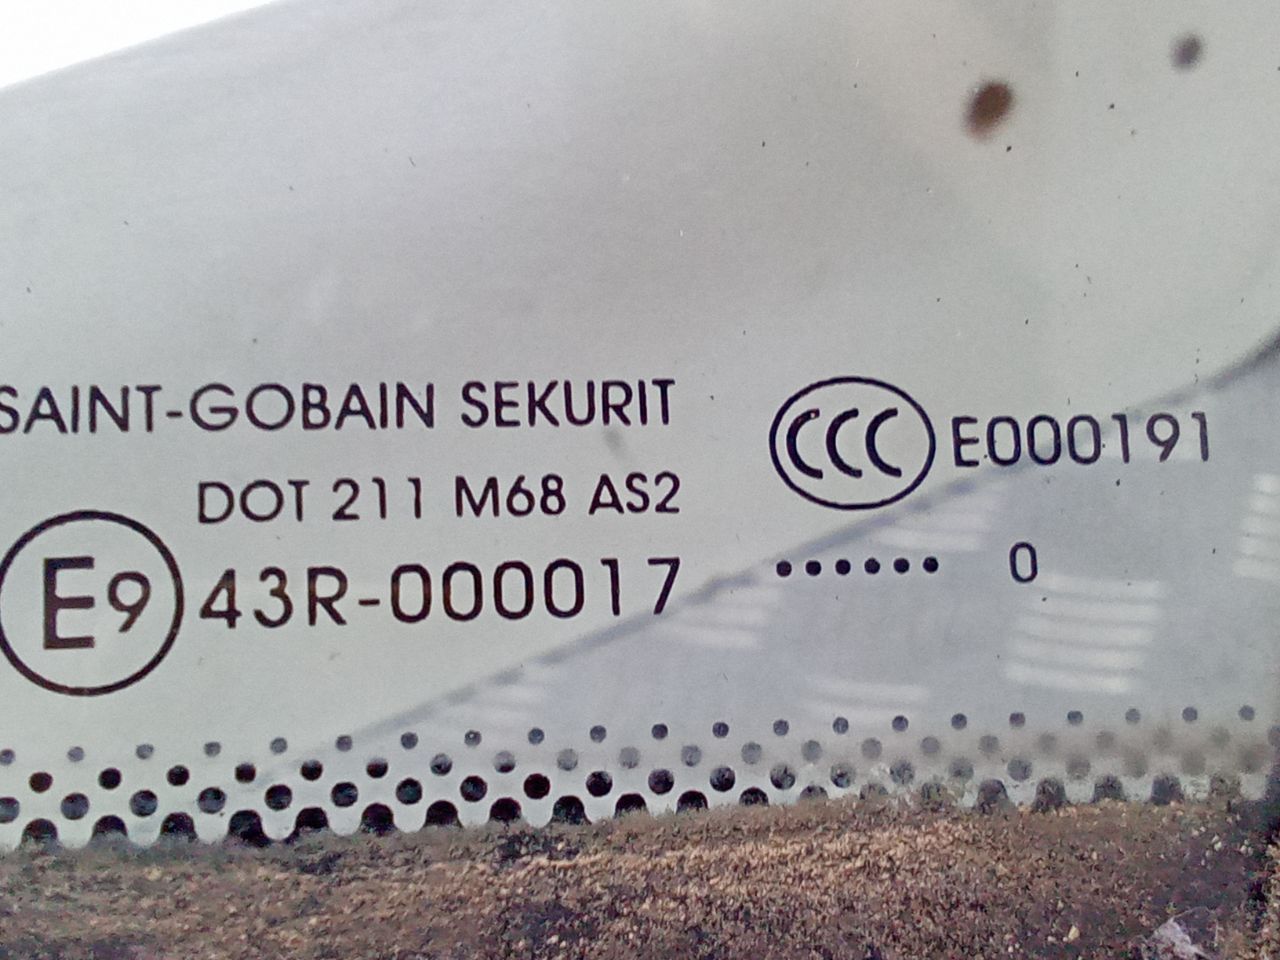 SAINT-GOBAIN SEKURIT
DOT 211 M68 AS2
E9 43R-000017
CCC E000191
...... 0